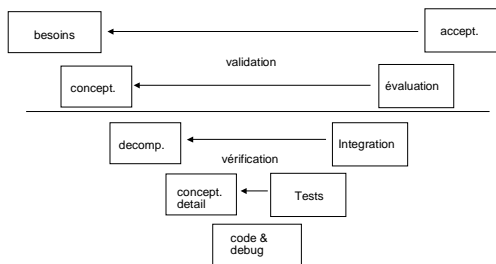 besoins
accept.
validation
concept.
évaluation
decomp.
Integration
vérification
concept.
detail
Tests
code &
debug